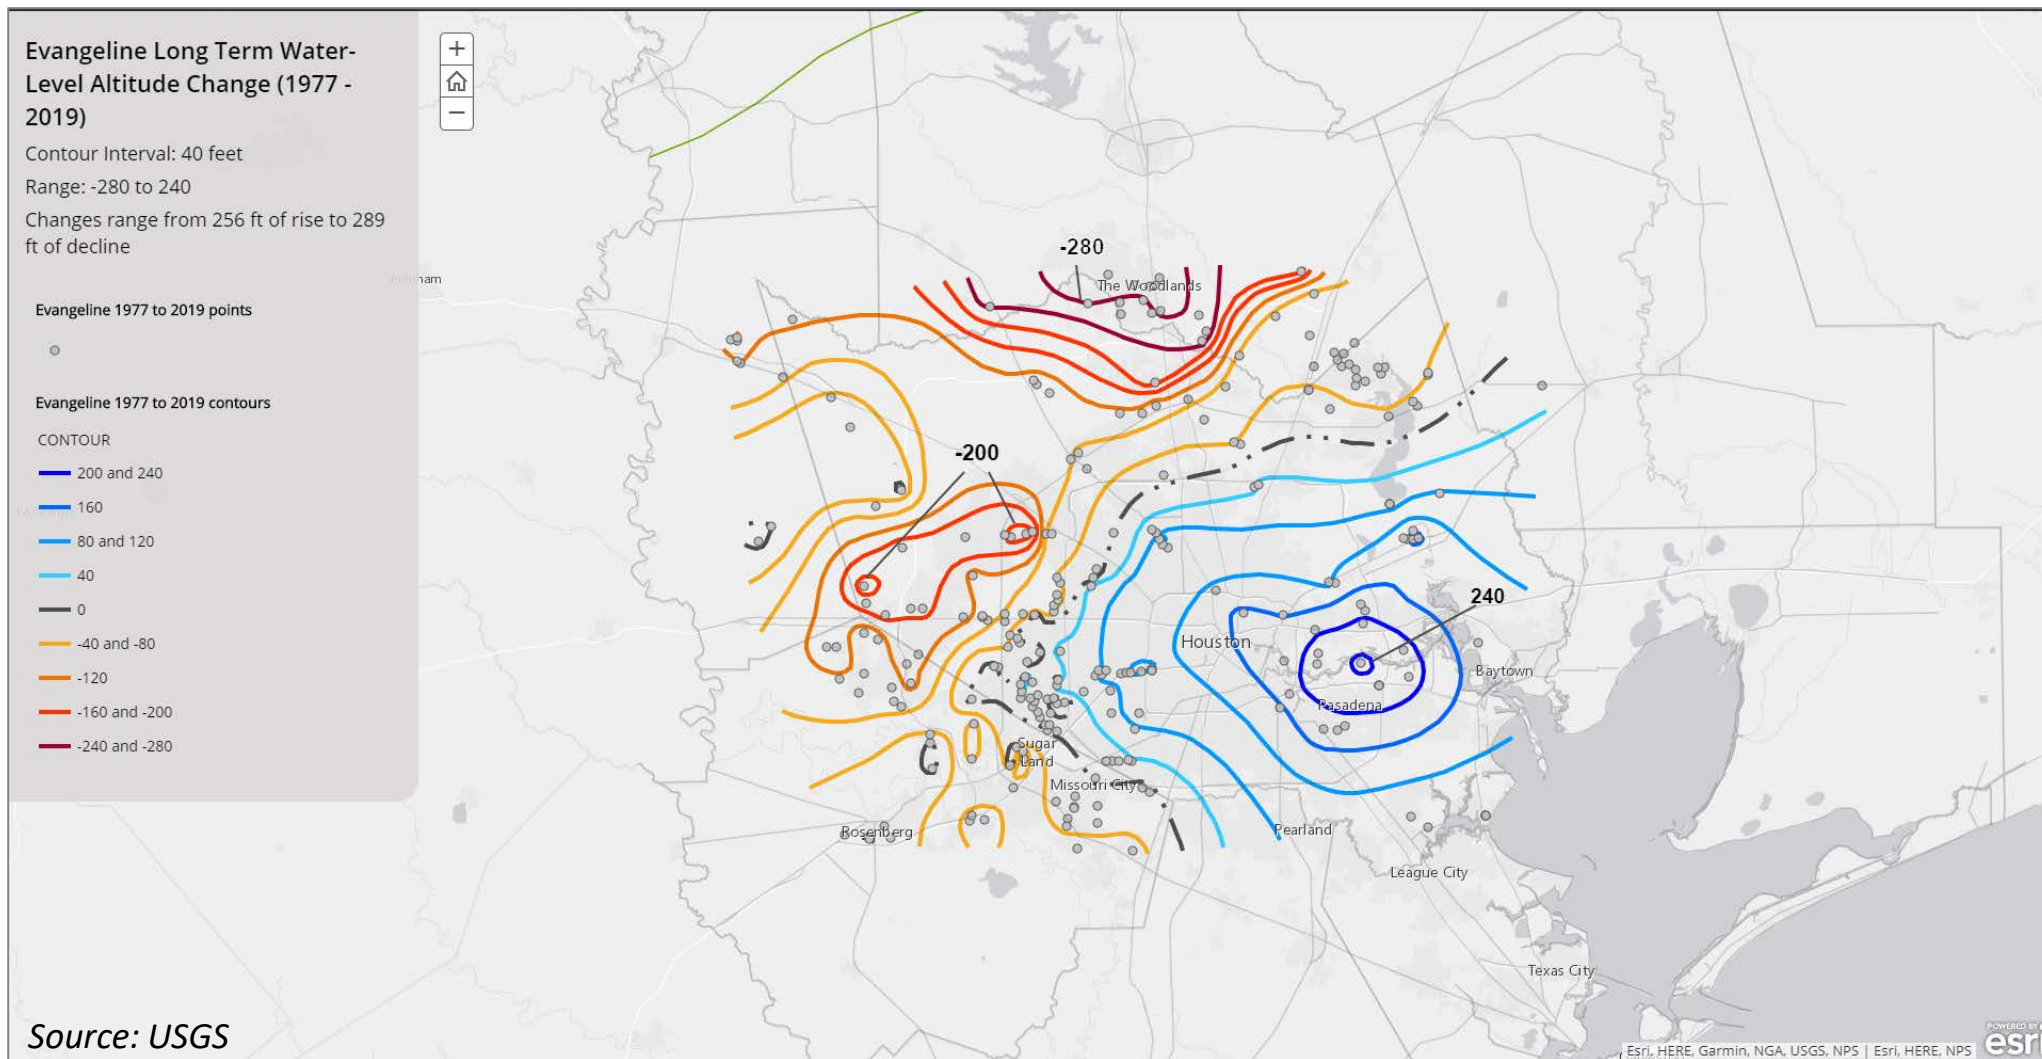 Evangeline Long Term Water-
Level Altitude Change (1977 -
2019)
Contour Interval: 40 feet
Range: -280 to 240
Changes range from 256 ft of rise to 289
ft of decline
Evangeline 1977 to 2019 points
Evangeline 1977 to 2019 contours
CONTOUR
200 and 240
160
80 and 120
40
0
-40 and -80
-120
-160 and -200
-240 and -280
+
−
-280
The Woodlands
-200
240
Houston
Baytown
Pasadena
Sugar
Land
Missouri City
Rosenberg
Pearland
League City
Texas City
Source: USGS
Esri, HERE, Garmin, NGA, USGS, NPS | Esri, HERE, NPS
POWERED BY
esri